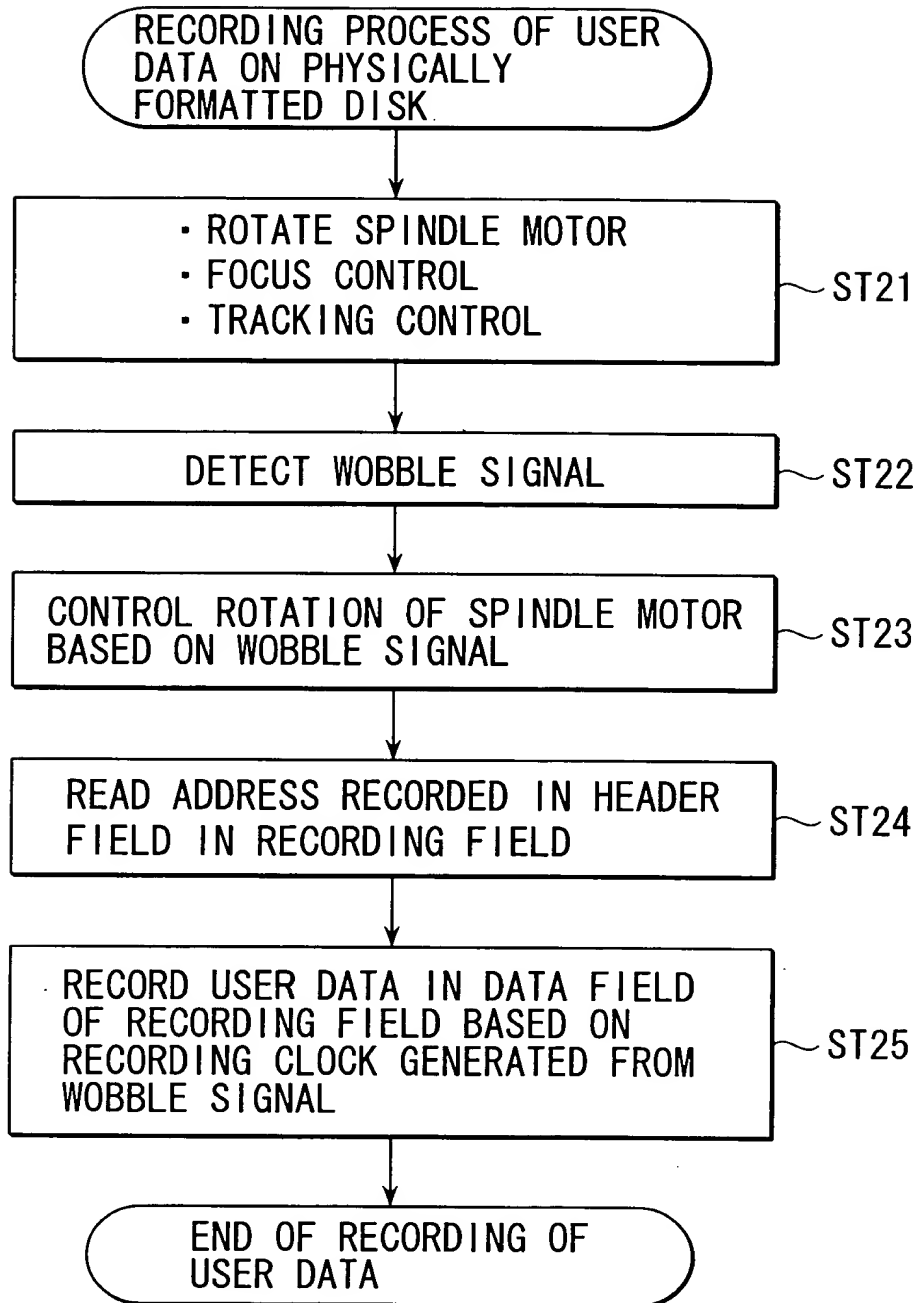 RECORDING PROCESS OF USER
DATA ON PHYSICALLY
FORMATTED DISK
· ROTATE SPINDLE MOTOR
· FOCUS CONTROL
· TRACKING CONTROL
ST21
DETECT WOBBLE SIGNAL
ST22
CONTROL ROTATION OF SPINDLE MOTOR
BASED ON WOBBLE SIGNAL
ST23
READ ADDRESS RECORDED IN HEADER
FIELD IN RECORDING FIELD
ST24
RECORD USER DATA IN DATA FIELD
OF RECORDING FIELD BASED ON
RECORDING CLOCK GENERATED FROM
WOBBLE SIGNAL
ST25
END OF RECORDING OF
USER DATA